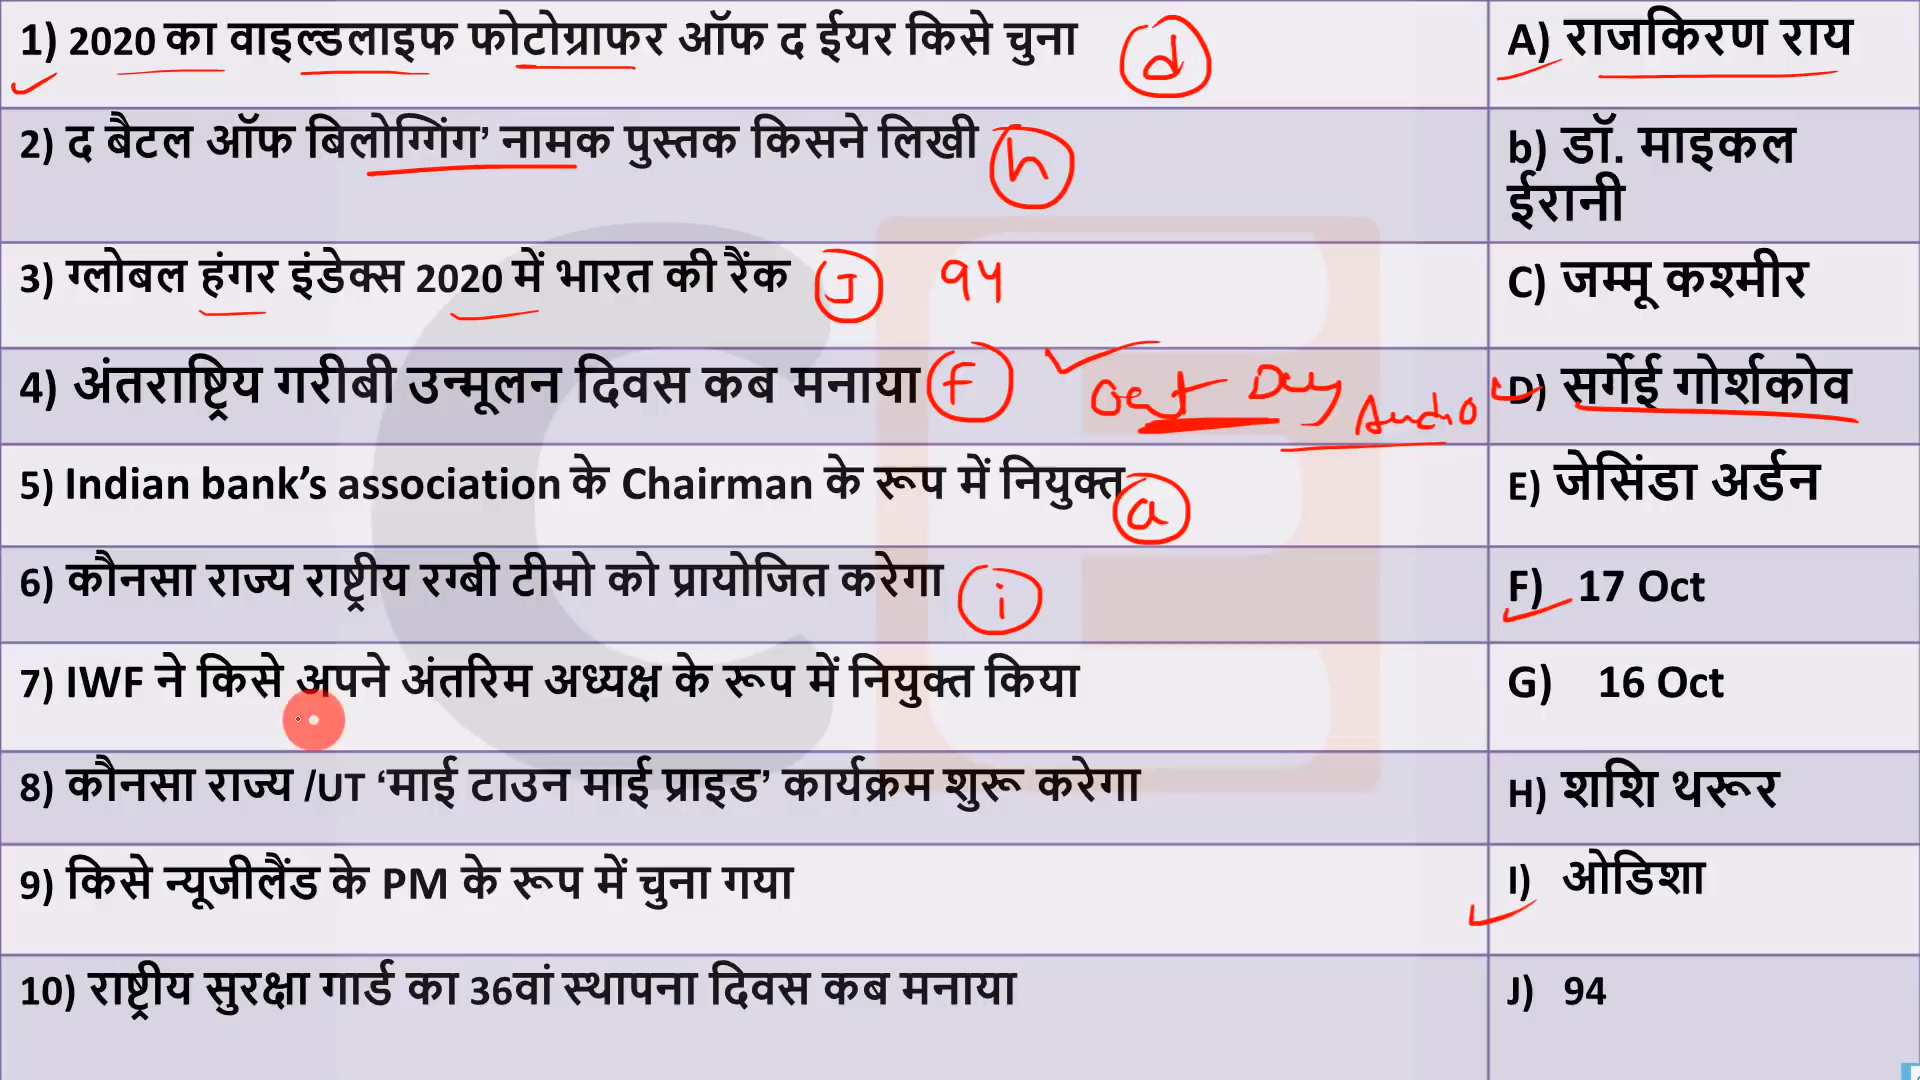 1) 2020 का वाइल्डलाइफ फोटोग्राफर ऑफ द ईयर किसे चुना d
A) राजकिरण राय
2) द बैटल ऑफ बिलोन्गिंग’ नामक पुस्तक किसने लिखी h
b) डॉ. माइकल
ईरानी
3) ग्लोबल हंगर इंडेक्स 2020 में भारत की रैंक J 94
C) जम्मू कश्मीर
4) अंतराष्ट्रिय गरीबी उन्मूलन दिवस कब मनाया F Day Audio
D) सर्गेई गोर्शकोव
5) Indian bank’s association के Chairman के रूप में नियुक्त a
E) जेसिंडा अर्डन
6) कौनसा राज्य राष्ट्रीय रग्बी टीमो को प्रायोजित करेगा i
F) 17 Oct
7) IWF ने किसे अपने अंतरिम अध्यक्ष के रूप में नियुक्त किया
G) 16 Oct
8) कौनसा राज्य /UT ‘माई टाउन माई प्राइड’ कार्यक्रम शुरू करेगा
H) शशि थरूर
9) किसे न्यूजीलैंड के PM के रूप में चुना गया
I) ओडिशा
10) राष्ट्रीय सुरक्षा गार्ड का 36वां स्थापना दिवस कब मनाया
J) 94